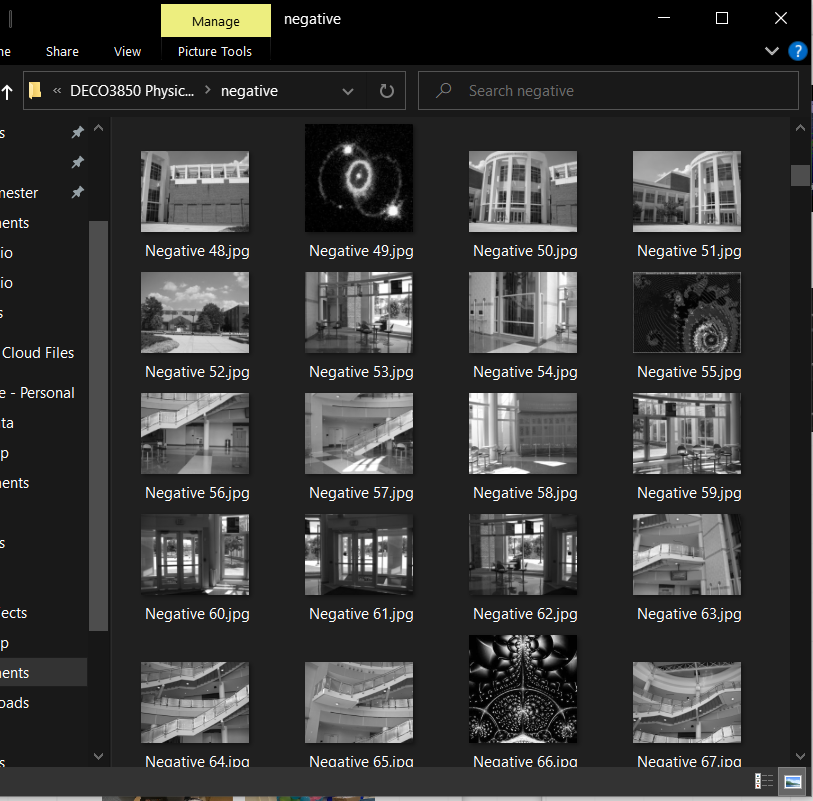 Manage
negative
ne
Share
View
Picture Tools
?
« DECO3850 Physic... > negative
Search negative
s
nester
nents
io
io
s
Cloud Files
e - Personal
ta
p
nents
s
ects
p
nents
oads
s
Negative 48.jpg
Negative 49.jpg
Negative 50.jpg
Negative 51.jpg
Negative 52.jpg
Negative 53.jpg
Negative 54.jpg
Negative 55.jpg
Negative 56.jpg
Negative 57.jpg
Negative 58.jpg
Negative 59.jpg
Negative 60.jpg
Negative 61.jpg
Negative 62.jpg
Negative 63.jpg
Negative 64.jpg
Negative 65.jpg
Negative 66.jpg
Negative 67.jpg